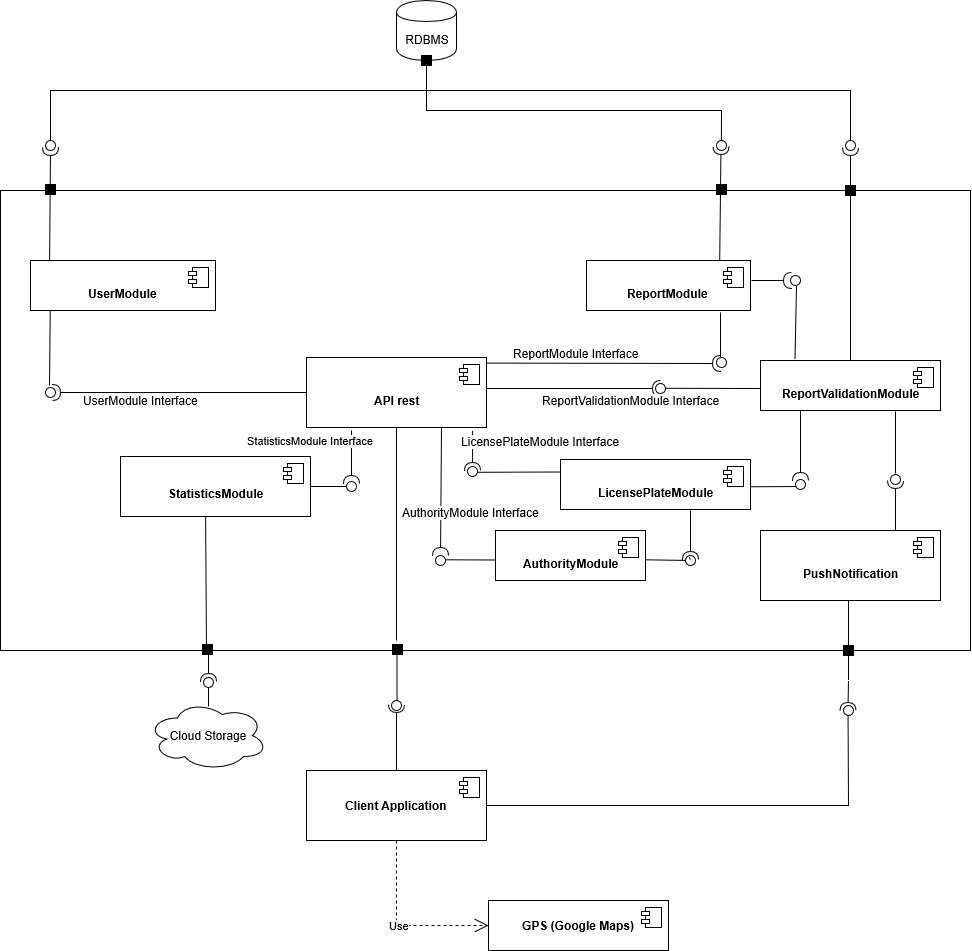 RDBMS
UserModule
ReportModule
ReportModule Interface
API rest
ReportValidationModule
UserModule Interface
ReportValidationModule Interface
StatisticsModule Interface
LicensePlateModule Interface
StatisticsModule
LicensePlateModule
AuthorityModule Interface
AuthorityModule
PushNotification
Cloud Storage
Client Application
Use
GPS (Google Maps)